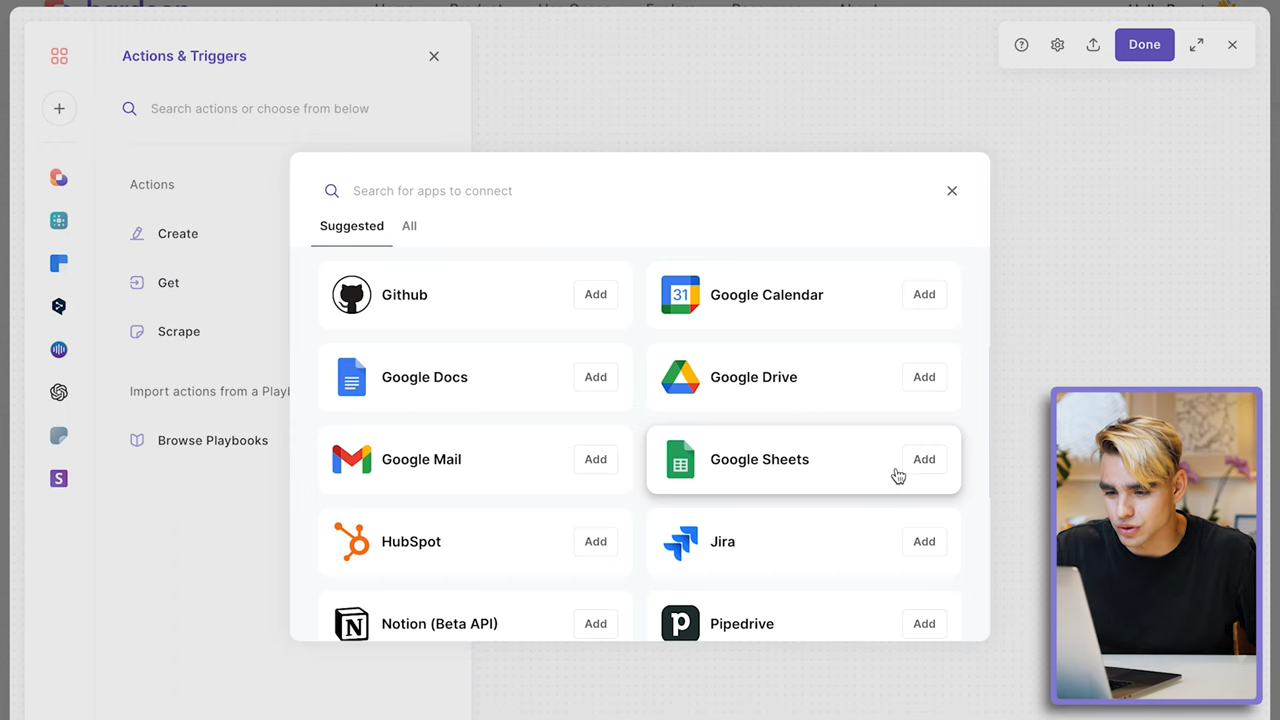 Actions & Triggers
Done
Search actions or choose from below
Actions
Create
Get
Scrape
Import actions from a
Browse Playbooks
S
Search for apps to connect
Suggested All
Github Add
31 Google Calendar Add
Google Docs Add
Google Drive Add
Google Mail Add
Google Sheets Add
HubSpot Add
Jira Add
Notion (Beta API) Add
Pipedrive Add